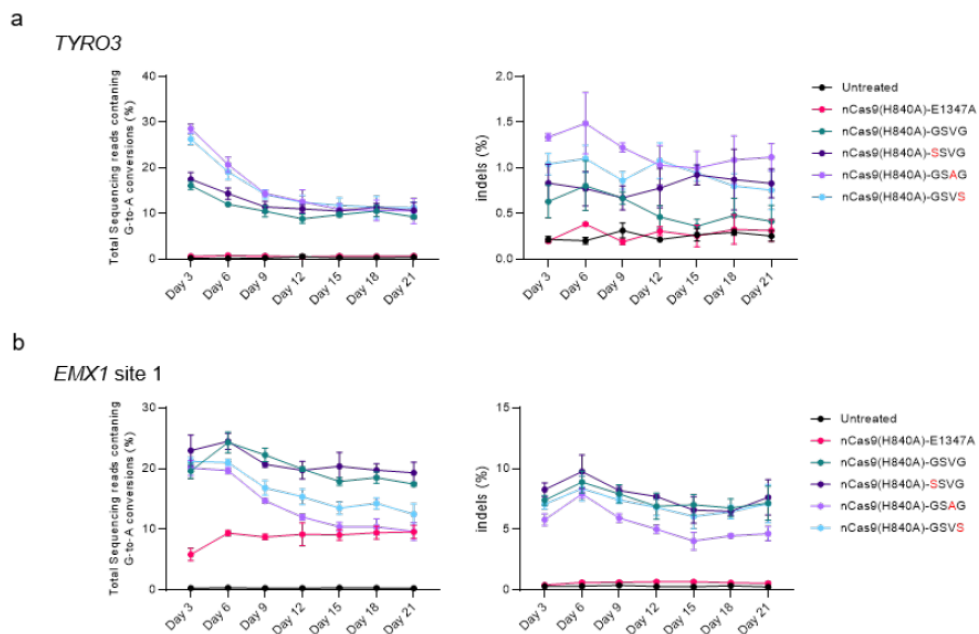 a
TYRO3
Total Sequencing reads contaning
G-to-A conversions (%)
40
30
20
10
0
Day 3
Day 6
Day 9
Day 12
Day 15
Day 18
Day 21
indels (%)
2.0
1.5
1.0
0.5
0.0
Day 3
Day 6
Day 9
Day 12
Day 15
Day 18
Day 21
Untreated
nCas9(H840A)-E1347A
nCas9(H840A)-GSVG
nCas9(H840A)-SSVG
nCas9(H840A)-GSAG
nCas9(H840A)-GSVS
b
EMX1 site 1
Total Sequencing reads contaning
G-to-A conversions (%)
30
20
10
0
Day 3
Day 6
Day 9
Day 12
Day 15
Day 18
Day 21
indels (%)
15
10
5
0
Day 3
Day 6
Day 9
Day 12
Day 15
Day 18
Day 21
Untreated
nCas9(H840A)-E1347A
nCas9(H840A)-GSVG
nCas9(H840A)-SSVG
nCas9(H840A)-GSAG
nCas9(H840A)-GSVS